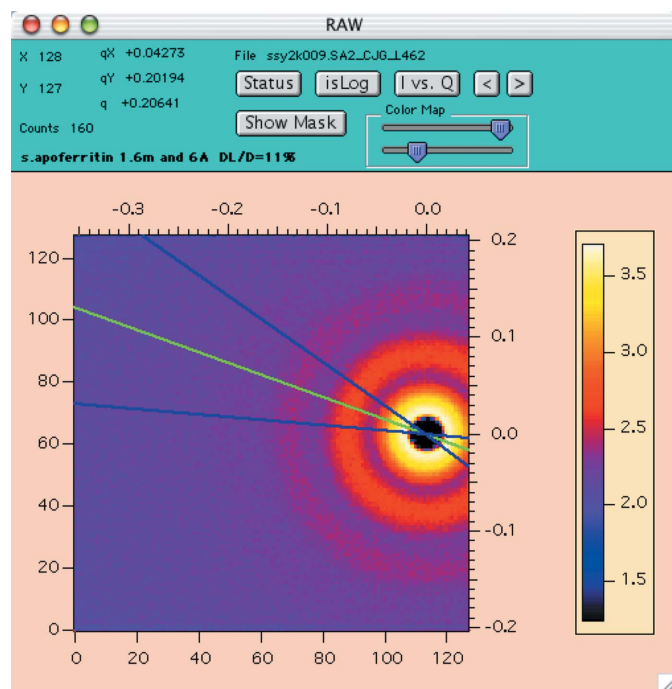 RAW
X 128 qX +0.04273 File ssy2k009.SA2_CJG_L462
Y 127 qY +0.20194 Status isLog I vs. Q < >
q +0.20641
Counts 160 Show Mask Color Map
s.apoferritin 1.6m and 6A DL/D=11%
-0.3 -0.2 -0.1 0.0
120 0.2
100 0.1
80
60 0.0
40 -0.1
20
0 -0.2
0 20 40 60 80 100 120
3.5
3.0
2.5
2.0
1.5